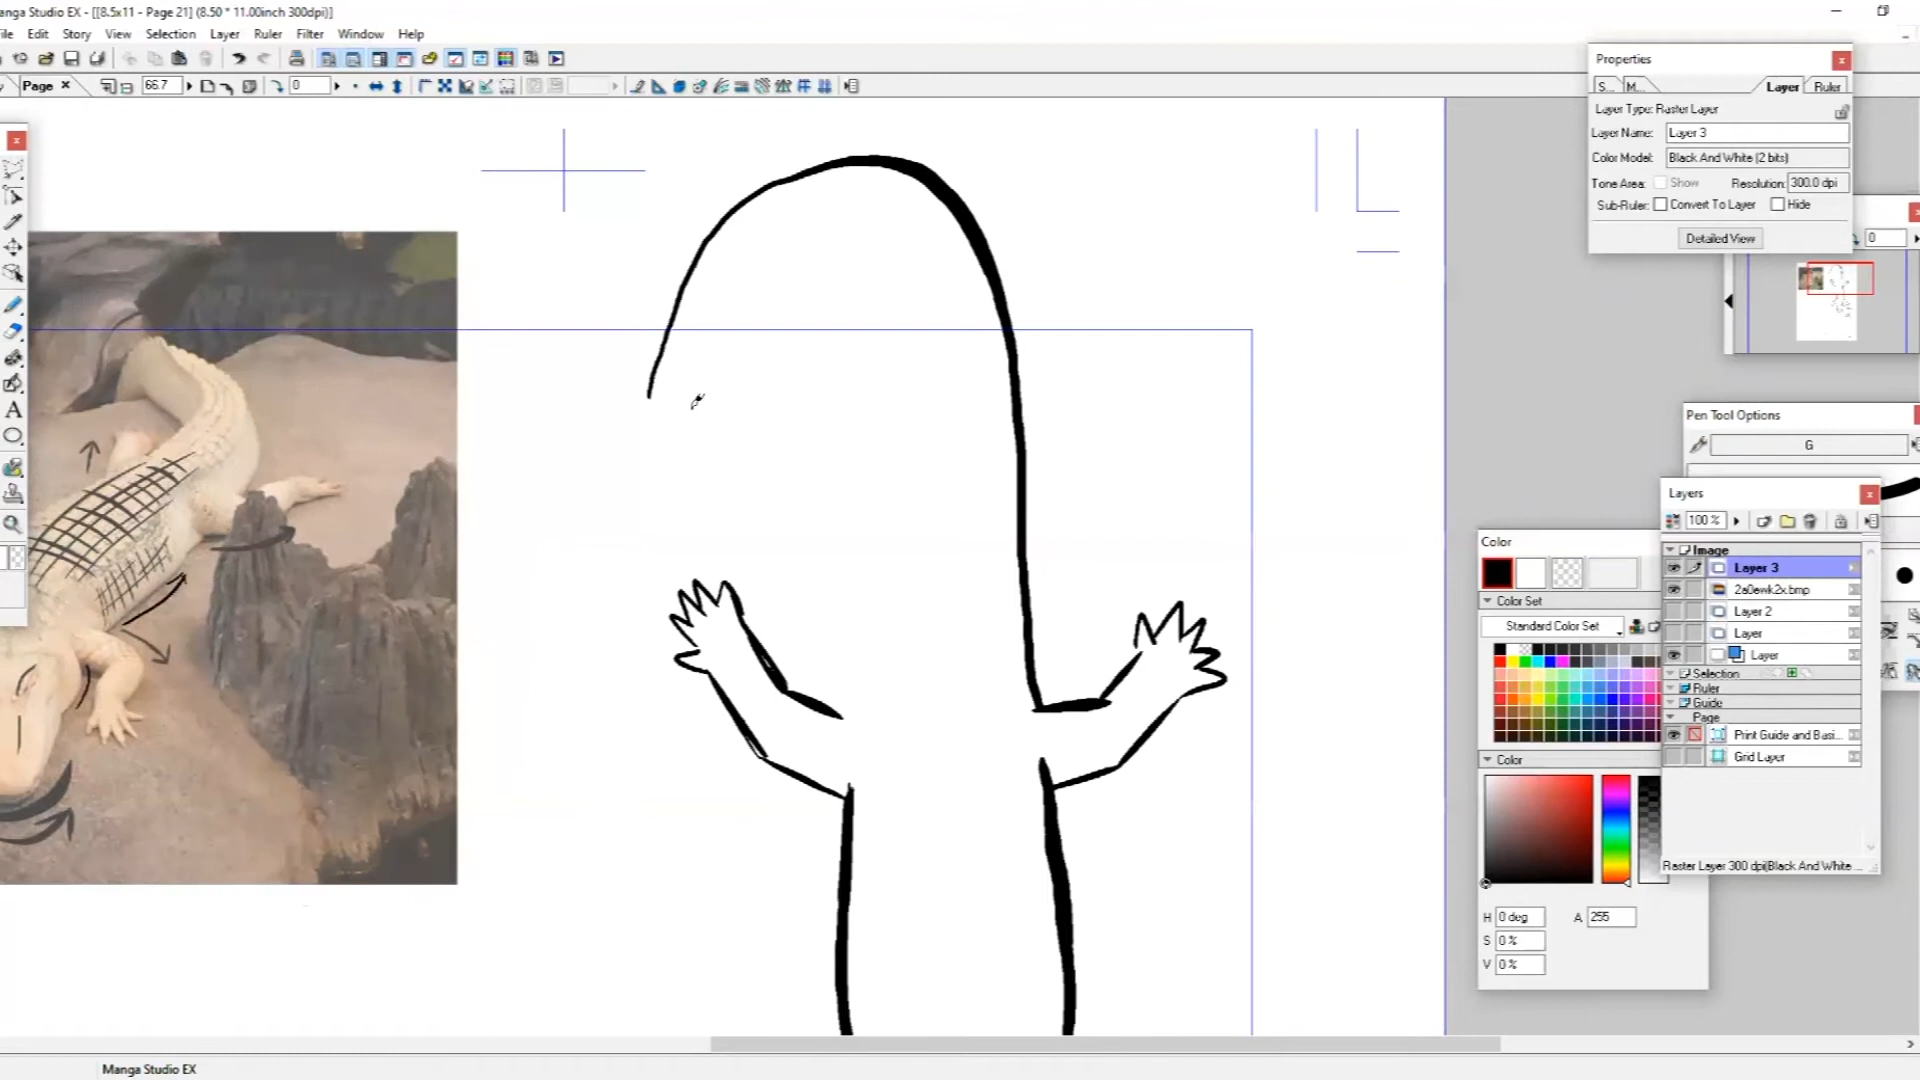 anga Studio EX - [[8.5x11 - Page 21] (8.50 * 11.00inch 300dpi)]
ile Edit Story View Selection Layer Ruler Filter Window Help
Page × 66.7 0
Properties
S... M... Layer Ruler
Layer Type: Raster Layer
Layer Name: Layer 3
Color Model: Black And White (2 bits)
Tone Area: Show Resolution: 300.0 dpi
Sub-Ruler: Convert To Layer Hide
Detailed View
0
Pen Tool Options
G
Layers
100 %
Image
Layer 3
2a0ewk2x.bmp
Layer 2
Layer
Layer
Selection
Ruler
Guide
Page
Print Guide and Basi...
Grid Layer
Raster Layer 300 dpi(Black And White ...
Color
Color Set
Standard Color Set
Color
H 0 deg A 255
S 0 %
V 0 %
A
Manga Studio EX